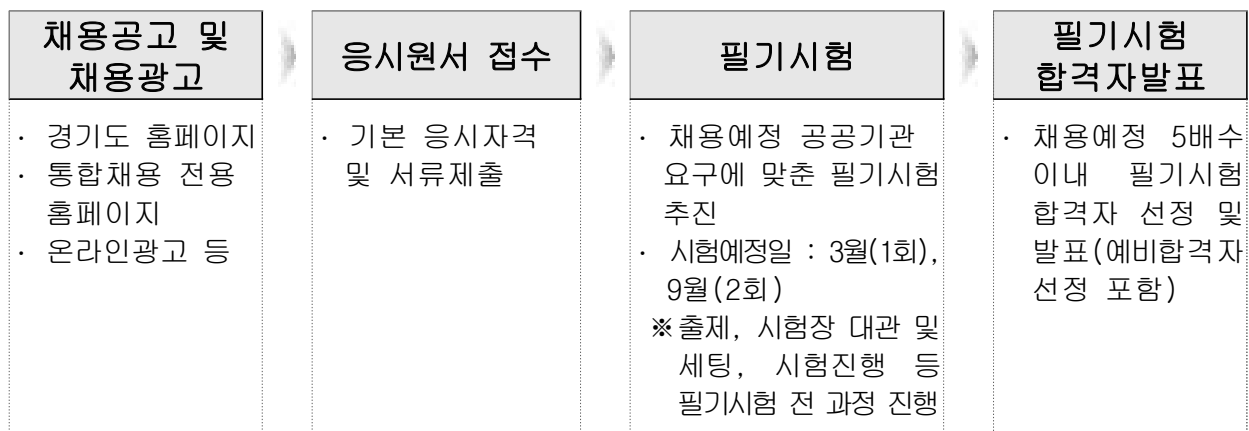 채용공고 및
채용광고
· 경기도 홈페이지
· 통합채용 전용
홈페이지
· 온라인광고 등
응시원서 접수
· 기본 응시자격
및 서류제출
필기시험
· 채용예정 공공기관
요구에 맞춘 필기시험
추진
· 시험예정일 : 3월(1회),
9월(2회)
※출제, 시험장 대관 및
세팅, 시험진행 등
필기시험 전 과정 진행
필기시험
합격자발표
· 채용예정 5배수
이내 필기시험
합격자 선정 및
발표(예비합격자
선정 포함)